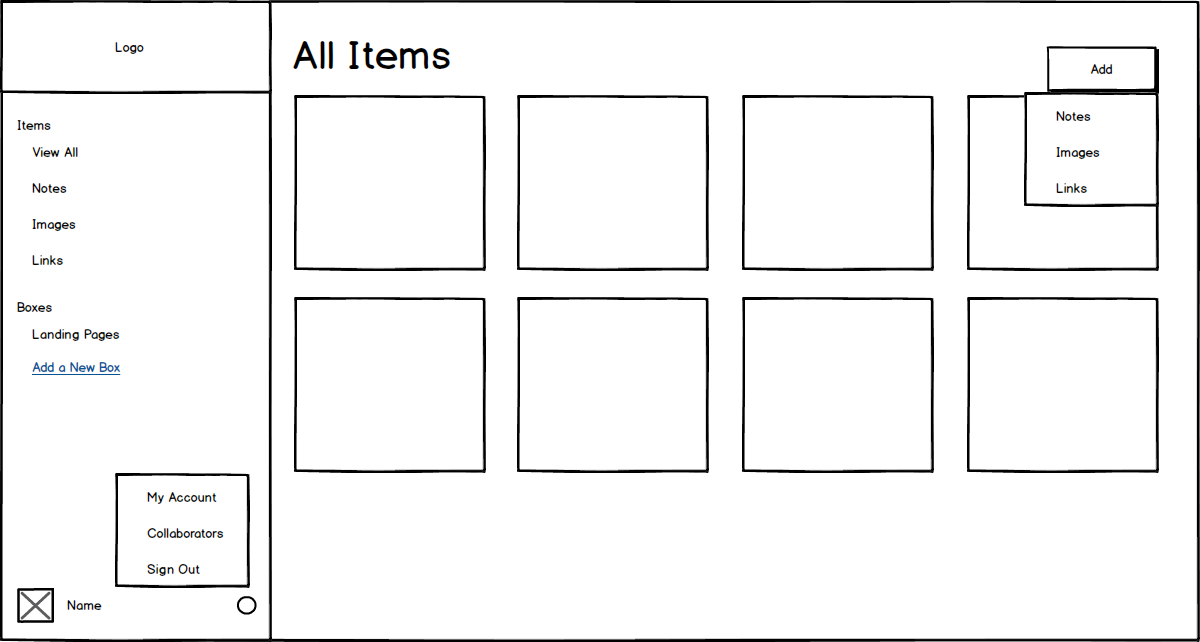 Logo
Items
View All
Notes
Images
Links
Boxes
Landing Pages
Add a New Box
My Account
Collaborators
Sign Out
Name
All Items
Add
Notes
Images
Links